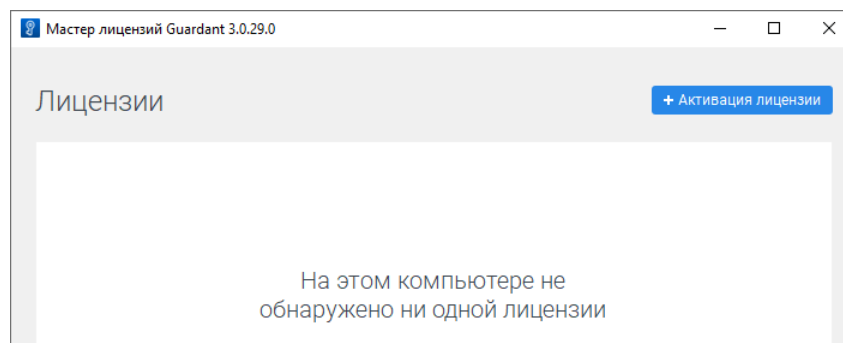 Мастер лицензий Guardant 3.0.29.0
Лицензии
+ Активация лицензии
На этом компьютере не
обнаружено ни одной лицензии